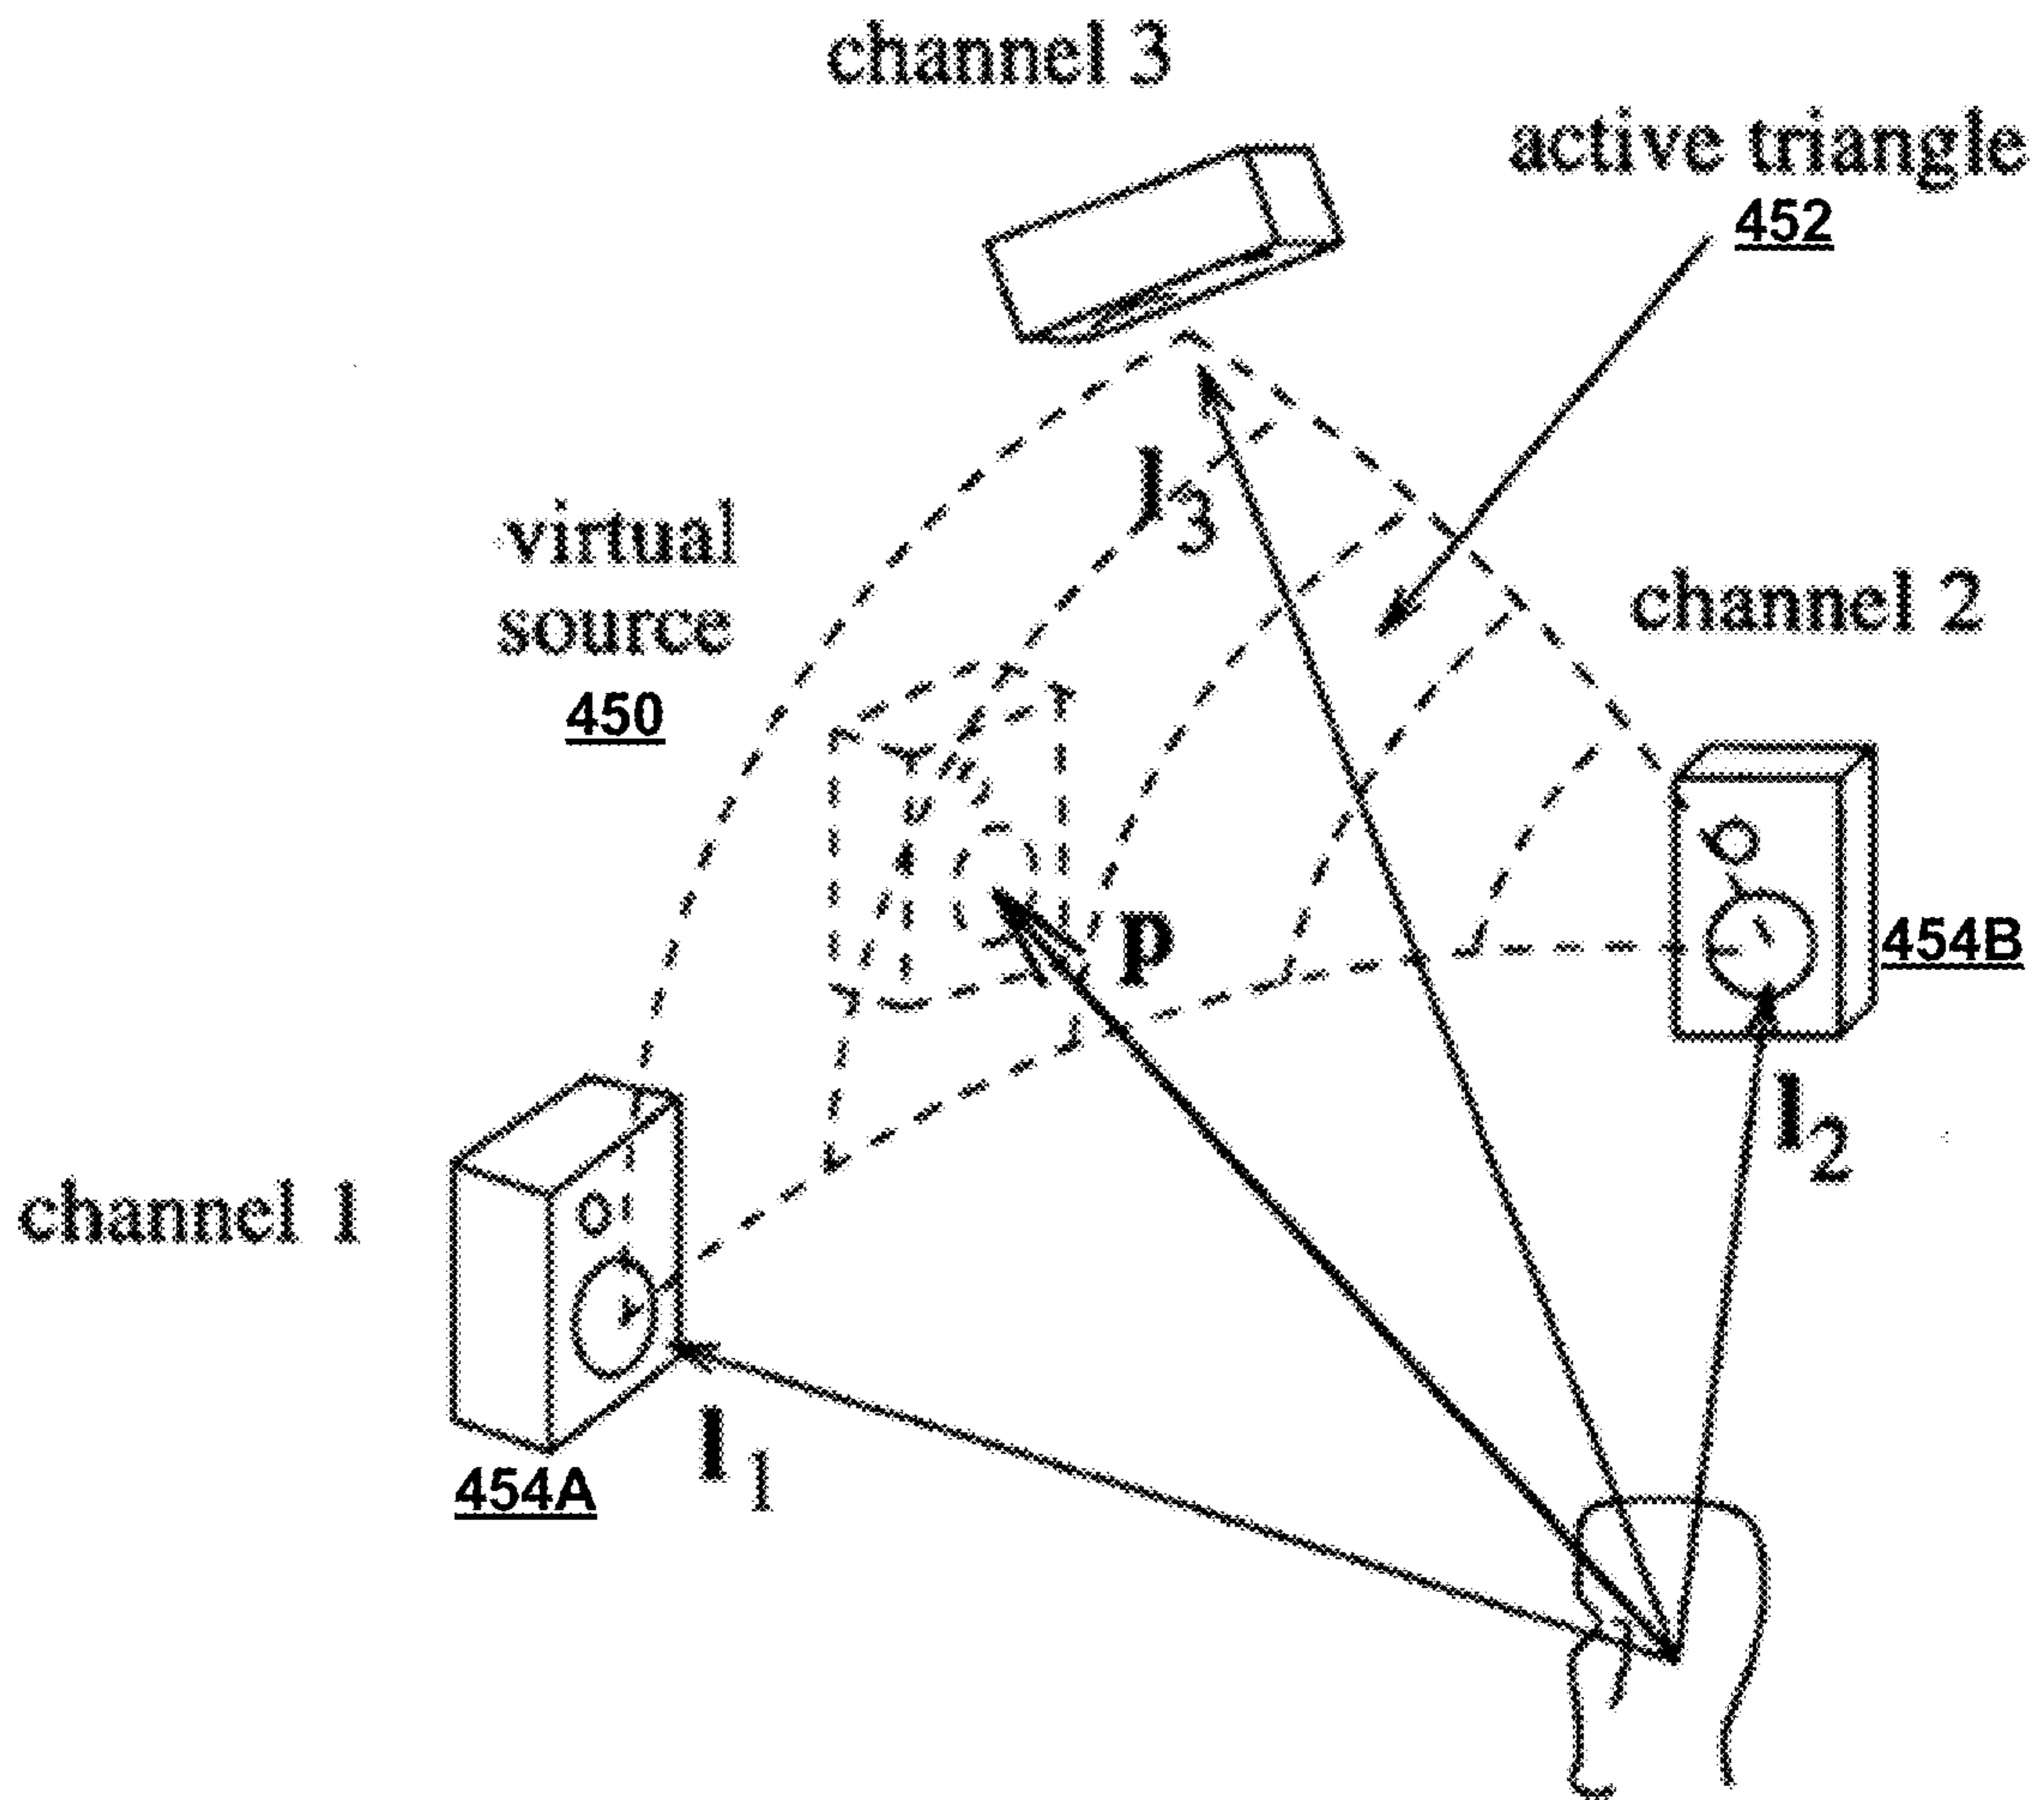 channel 3
active triangle
452
virtual
source
450
l3
channel 2
p
454B
l2
channel 1
454A
l1